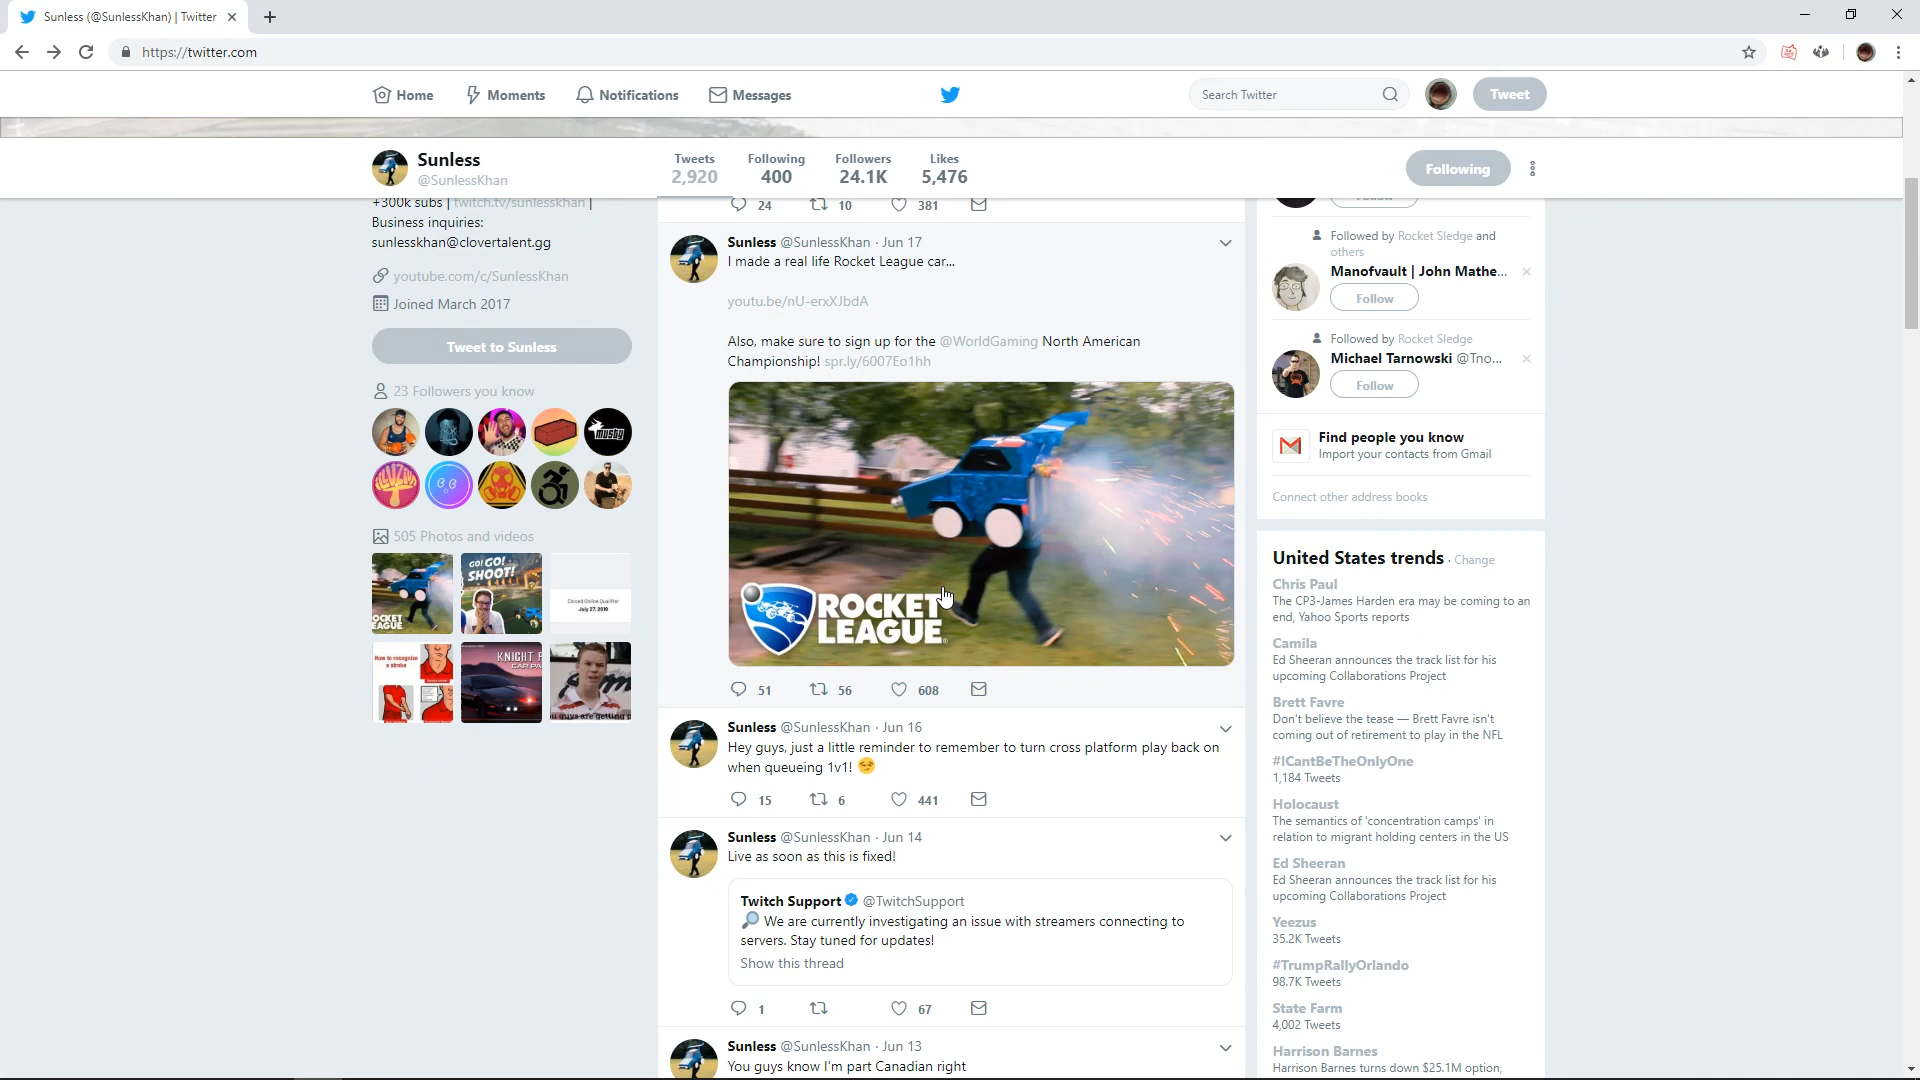 Sunless (@SunlessKhan) | Twitter
https://twitter.com
Home
Moments
Notifications
Messages
Search Twitter
Tweet
Sunless
@SunlessKhan
Tweets
2,920
Following
400
Followers
24.1K
Likes
5,476
Following
+300k subs | twitch.tv/sunlesskhan |
Business inquiries:
sunlesskhan@clovertalent.gg
youtube.com/c/SunlessKhan
Joined March 2017
Tweet to Sunless
23 Followers you know
MUSTY
505 Photos and videos
ROCKET
LEAGUE
GO! GO!
SHOOT!
Closed Online Qualifier
July 27, 2019
How to recognize
a stroke
24
10
381
Sunless @SunlessKhan · Jun 17
I made a real life Rocket League car...
youtu.be/nU-erxXJbdA
Also, make sure to sign up for the @WorldGaming North American
Championship! spr.ly/6007Eo1hh
ROCKET
LEAGUE
51
56
608
Sunless @SunlessKhan · Jun 16
Hey guys, just a little reminder to remember to turn cross platform play back on
when queueing 1v1! 😏
15
6
441
Sunless @SunlessKhan · Jun 14
Live as soon as this is fixed!
Twitch Support @TwitchSupport
🔎 We are currently investigating an issue with streamers connecting to
servers. Stay tuned for updates!
Show this thread
1
67
Sunless @SunlessKhan · Jun 13
You guys know I'm part Canadian right
Followed by Rocket Sledge and
others
Manofvault | John Mathe...
Follow
Followed by Rocket Sledge
Michael Tarnowski @Tno...
Follow
Find people you know
Import your contacts from Gmail
Connect other address books
United States trends · Change
Chris Paul
The CP3-James Harden era may be coming to an
end, Yahoo Sports reports
Camila
Ed Sheeran announces the track list for his
upcoming Collaborations Project
Brett Favre
Don't believe the tease — Brett Favre isn't
coming out of retirement to play in the NFL
#ICantBeTheOnlyOne
1,184 Tweets
Holocaust
The semantics of 'concentration camps' in
relation to migrant holding centers in the US
Ed Sheeran
Ed Sheeran announces the track list for his
upcoming Collaborations Project
Yeezus
35.2K Tweets
#TrumpRallyOrlando
98.7K Tweets
State Farm
4,002 Tweets
Harrison Barnes
Harrison Barnes turns down $25.1M option,